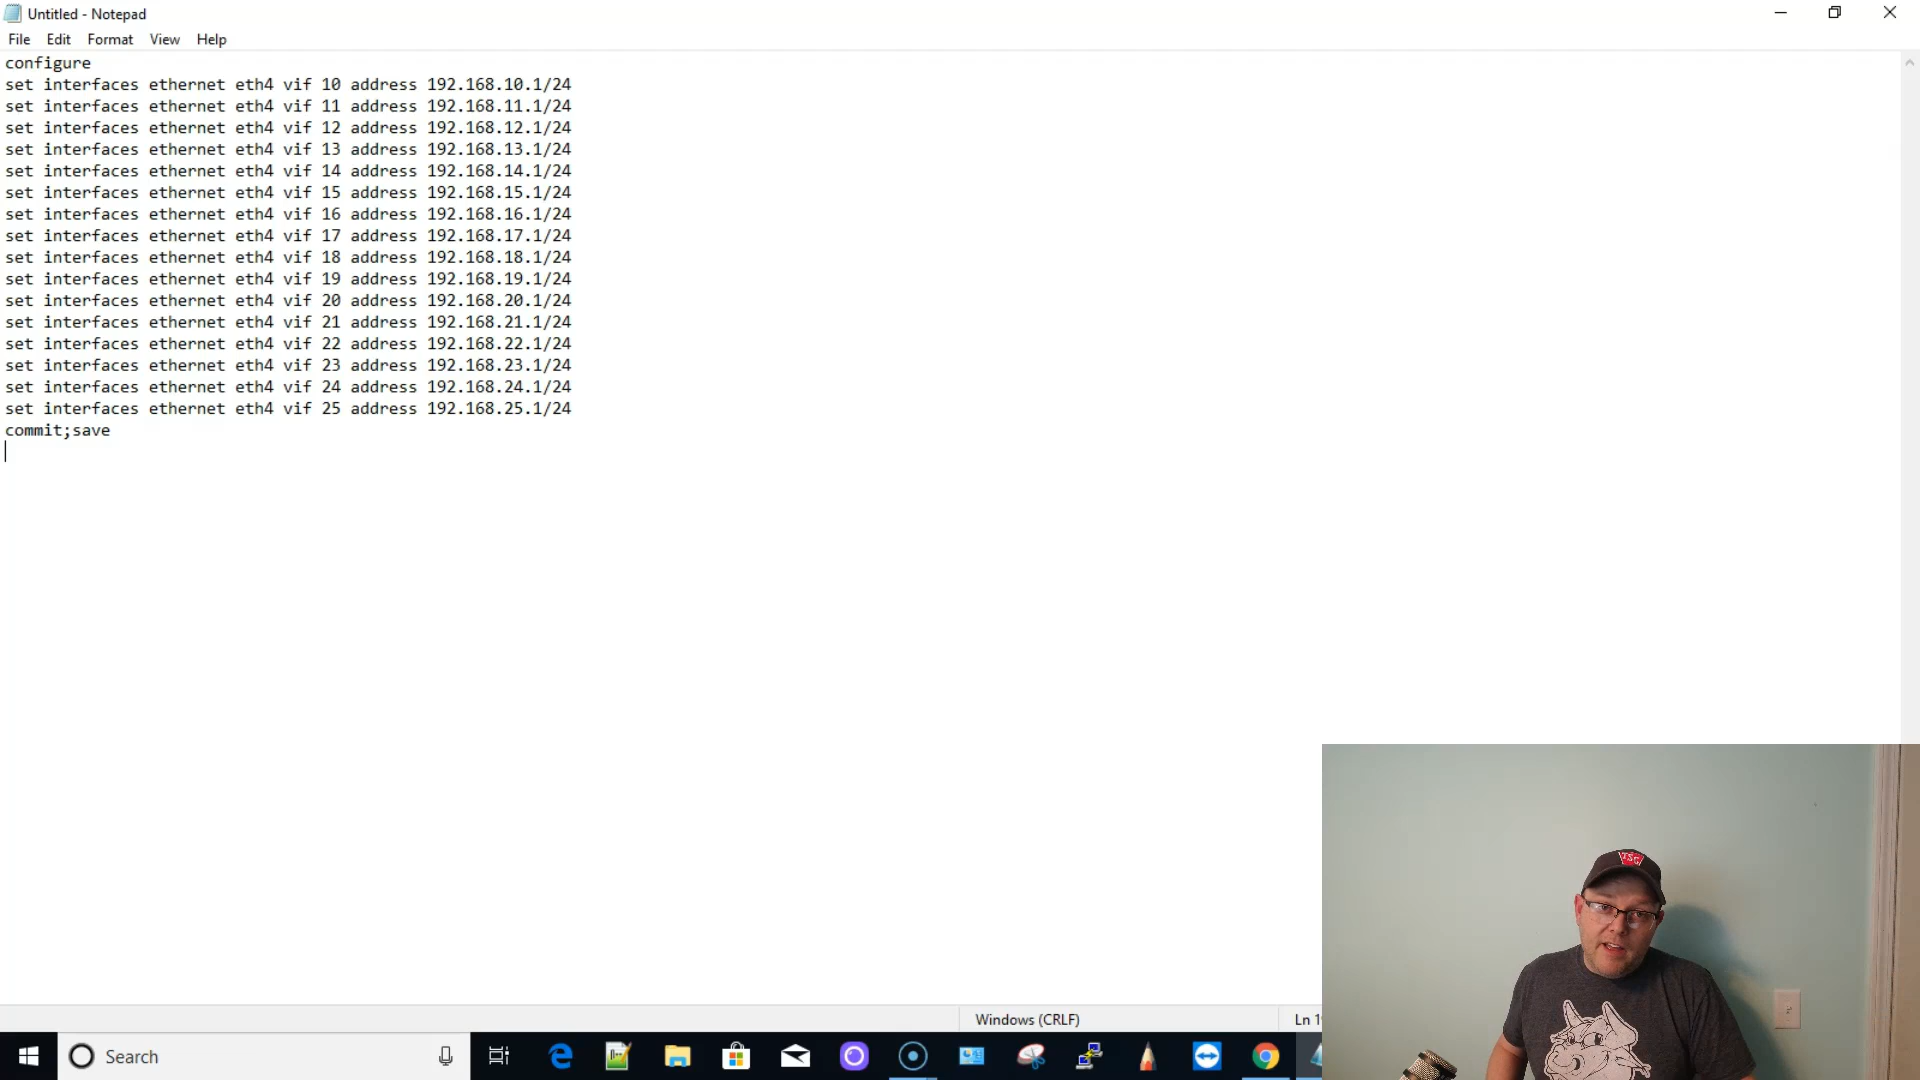 Untitled - Notepad
File Edit Format View Help
configure
set interfaces ethernet eth4 vif 10 address 192.168.10.1/24
set interfaces ethernet eth4 vif 11 address 192.168.11.1/24
set interfaces ethernet eth4 vif 12 address 192.168.12.1/24
set interfaces ethernet eth4 vif 13 address 192.168.13.1/24
set interfaces ethernet eth4 vif 14 address 192.168.14.1/24
set interfaces ethernet eth4 vif 15 address 192.168.15.1/24
set interfaces ethernet eth4 vif 16 address 192.168.16.1/24
set interfaces ethernet eth4 vif 17 address 192.168.17.1/24
set interfaces ethernet eth4 vif 18 address 192.168.18.1/24
set interfaces ethernet eth4 vif 19 address 192.168.19.1/24
set interfaces ethernet eth4 vif 20 address 192.168.20.1/24
set interfaces ethernet eth4 vif 21 address 192.168.21.1/24
set interfaces ethernet eth4 vif 22 address 192.168.22.1/24
set interfaces ethernet eth4 vif 23 address 192.168.23.1/24
set interfaces ethernet eth4 vif 24 address 192.168.24.1/24
set interfaces ethernet eth4 vif 25 address 192.168.25.1/24
commit;save
TSG
Windows (CRLF)
Ln 1
Search